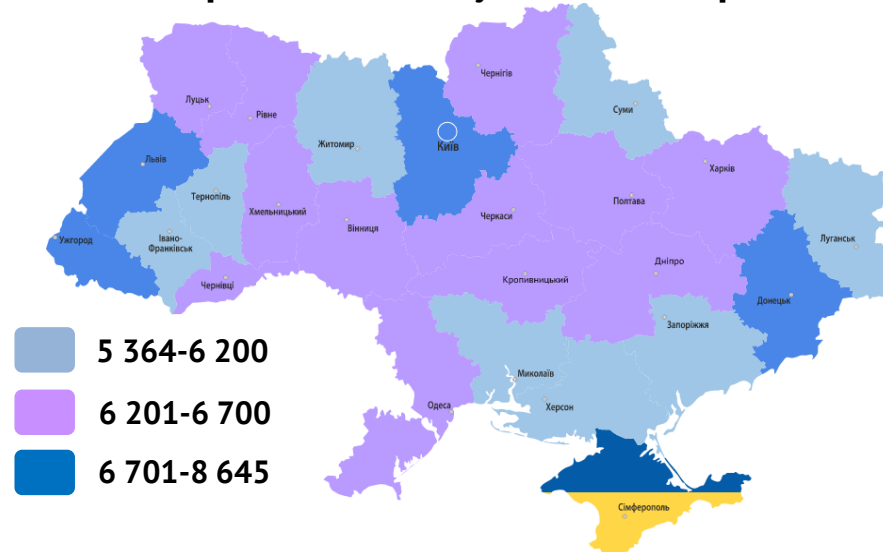 Чернігів
Луцьк
Рівне
Суми
Житомир
Київ
Львів
Харків
Тернопіль
Полтава
Хмельницький
Черкаси
Вінниця
Івано-
Франківськ
Ужгород
Луганськ
Дніпро
Кропивницький
Чернівці
Донецьк
Запоріжжя
5 364-6 200
Миколаїв
Одеса
Херсон
6 201-6 700
6 701-8 645
Сімферополь